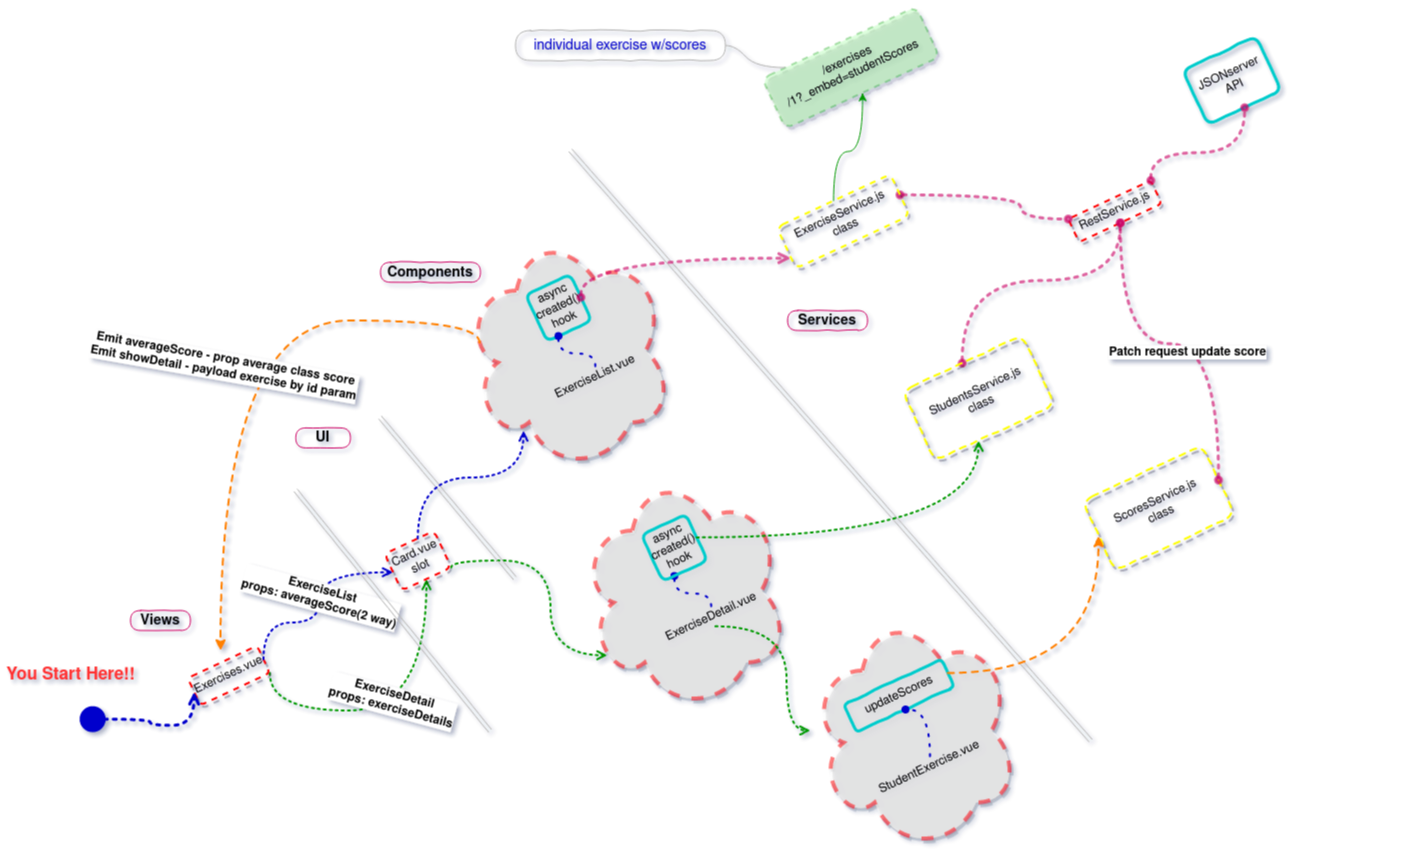 individual exercise w/scores
/exercises
/1?_embed=studentScores
JSONserver
API
ExerciseService.js
class
RestService.js
Components
async
created()
hook
ExerciseList.vue
Services
Emit averageScore - prop average class score
Emit showDetail - payload exercise by id param
Patch request update score
StudentsService.js
class
UI
ScoresService.js
class
Card.vue
slot
async
created()
hook
ExerciseDetail.vue
ExerciseList
props: averageScore(2 way)
Views
You Start Here!!
Exercises.vue
ExerciseDetail
props: exerciseDetails
updateScores
StudentExercise.vue